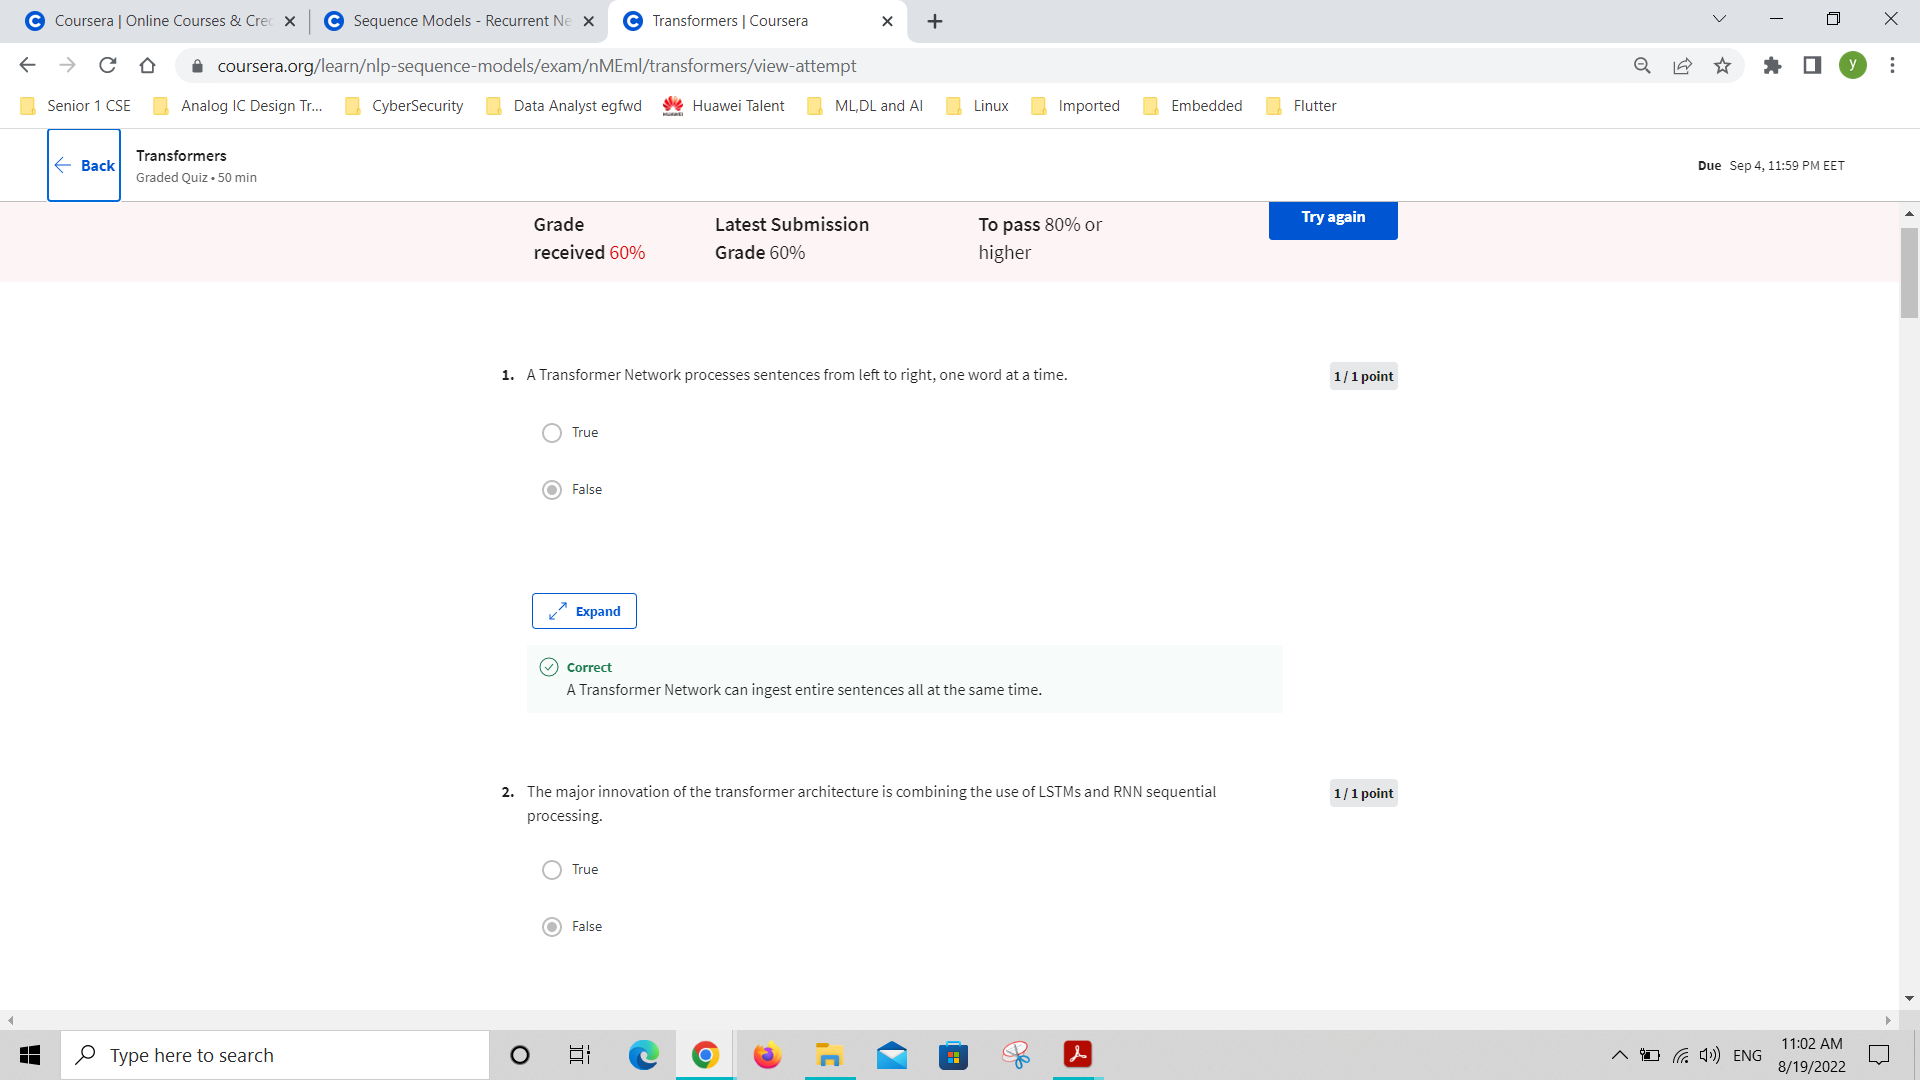 Coursera | Online Courses & Cre
Sequence Models - Recurrent Ne
Transformers | Coursera
coursera.org/learn/nlp-sequence-models/exam/nMEml/transformers/view-attempt
y
Senior 1 CSE
Analog IC Design Tr...
CyberSecurity
Data Analyst egfwd
HUAWEI
Huawei Talent
ML,DL and AI
Linux
Imported
Embedded
Flutter
Back
Transformers
Graded Quiz • 50 min
Due Sep 4, 11:59 PM EET
Grade
received 60%
Latest Submission
Grade 60%
To pass 80% or
higher
Try again
1. A Transformer Network processes sentences from left to right, one word at a time.
1 / 1 point
True
False
Expand
Correct
A Transformer Network can ingest entire sentences all at the same time.
2. The major innovation of the transformer architecture is combining the use of LSTMs and RNN sequential
processing.
1 / 1 point
True
False
Type here to search
ENG
11:02 AM
8/19/2022